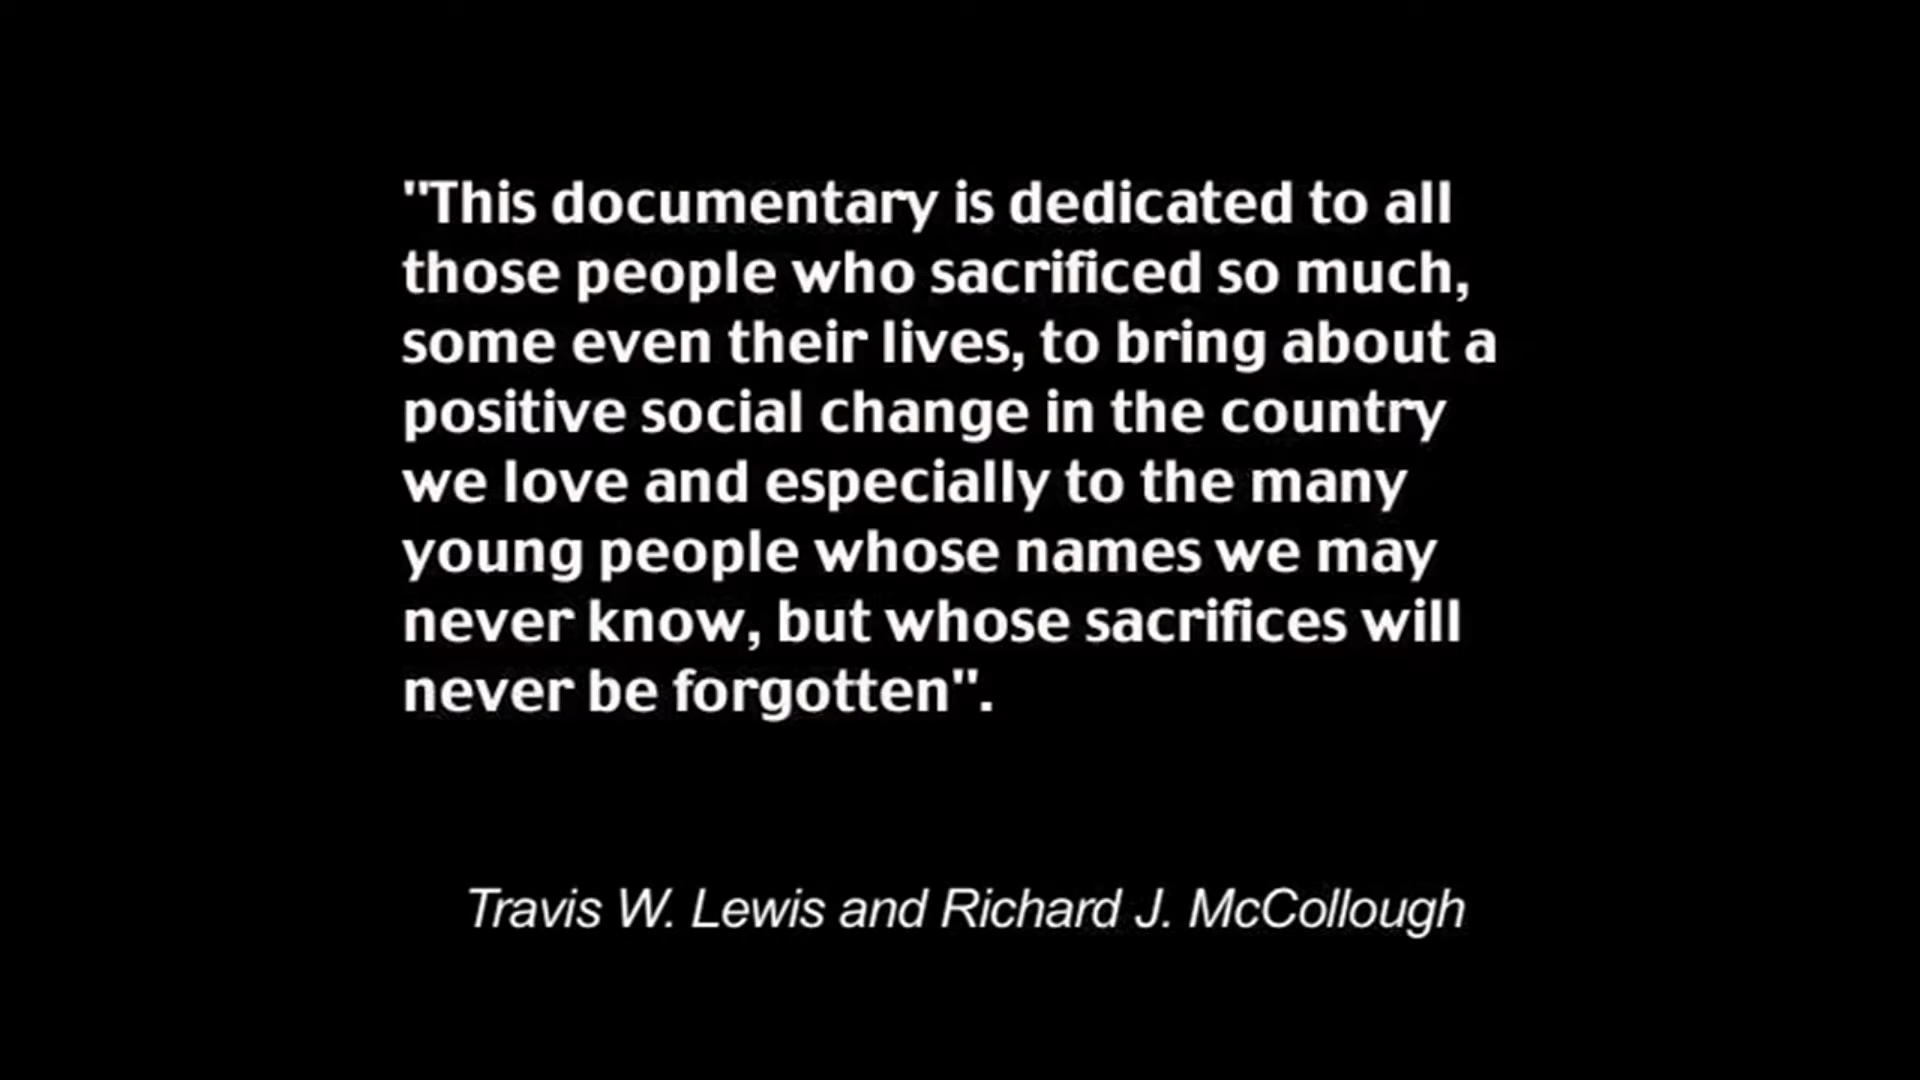 "This documentary is dedicated to all
those people who sacrificed so much,
some even their lives, to bring about a
positive social change in the country
we love and especially to the many
young people whose names we may
never know, but whose sacrifices will
never be forgotten".
Travis W. Lewis and Richard J. McCollough